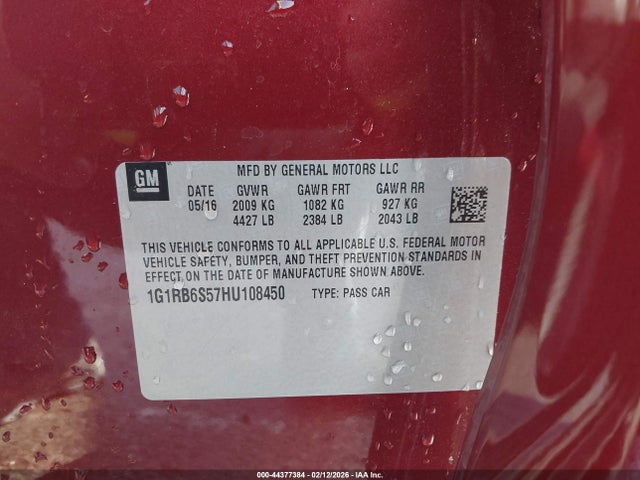 GM
MFD BY GENERAL MOTORS LLC
DATE GVWR GAWR FRT GAWR RR
05/16 2009 KG 1082 KG 927 KG
4427 LB 2384 LB 2043 LB
THIS VEHICLE CONFORMS TO ALL APPLICABLE U.S. FEDERAL MOTOR
VEHICLE SAFETY, BUMPER, AND THEFT PREVENTION STANDARDS IN
EFFECT ON THE DATE OF MANUFACTURE SHOWN ABOVE.
1G1RB6S57HU108450 TYPE: PASS CAR
000-44377384 - 02/12/2026 - IAAI.COM